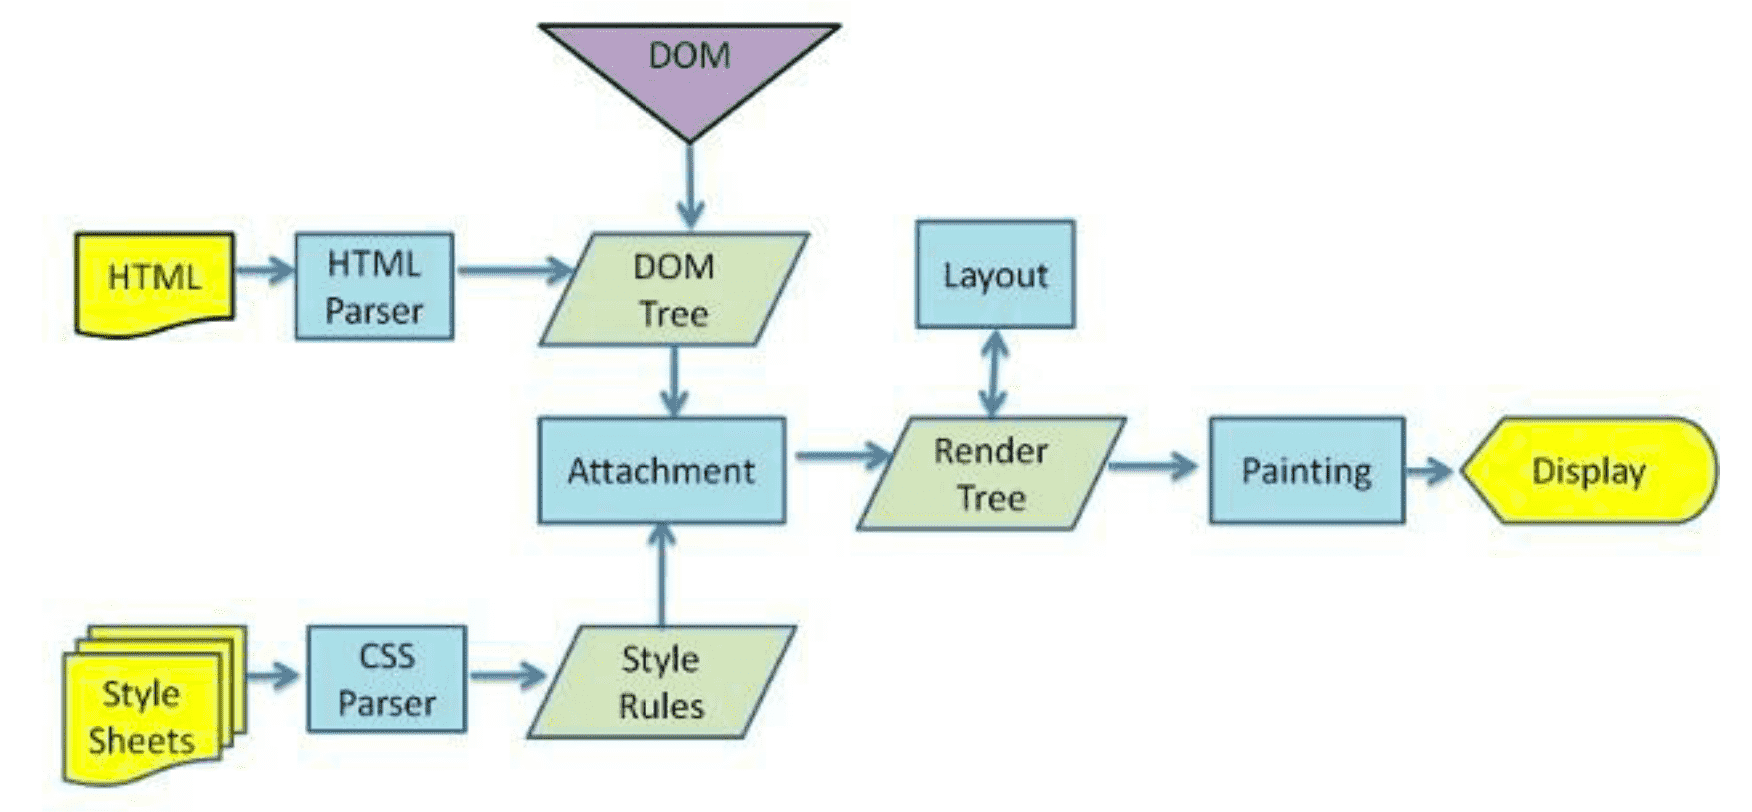 DOM
HTML
HTML
Parser
DOM
Tree
Layout
Attachment
Render
Tree
Painting
Display
Style
Sheets
CSS
Parser
Style
Rules